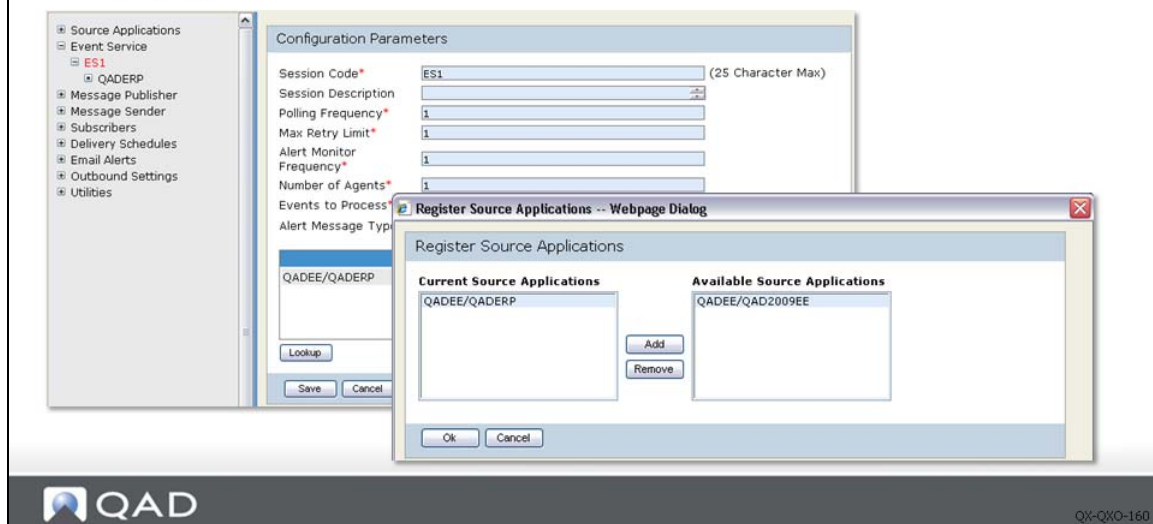 Source Applications
Event Service
ES1
QADERP
Message Publisher
Message Sender
Subscribers
Delivery Schedules
Email Alerts
Outbound Settings
Utilities
Configuration Parameters
Session Code* ES1 (25 Character Max)
Session Description
Polling Frequency* 1
Max Retry Limit* 1
Alert Monitor
Frequency* 1
Number of Agents* 1
Events to Process*
Alert Message Typ
QADEE/QADERP
Lookup
Save Cancel
Register Source Applications -- Webpage Dialog
Register Source Applications
Current Source Applications Available Source Applications
QADEE/QADERP QADEE/QAD2009EE
Add
Remove
Ok Cancel
QAD
QX-QXO-160